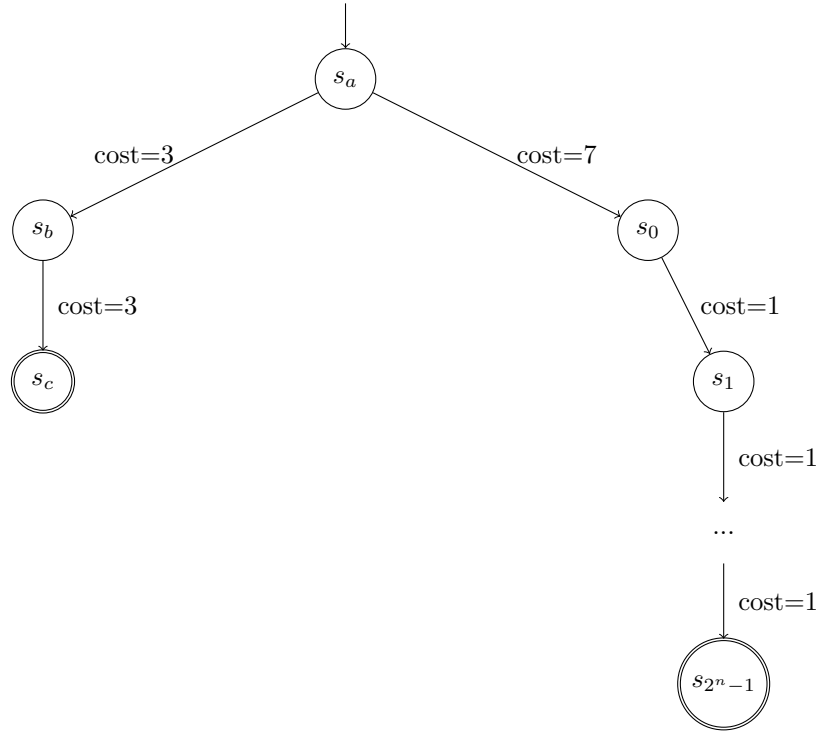 s_a
cost=3
cost=7
s_b
s_0
cost=3
cost=1
s_c
s_1
cost=1
...
cost=1
s_{2^n-1}